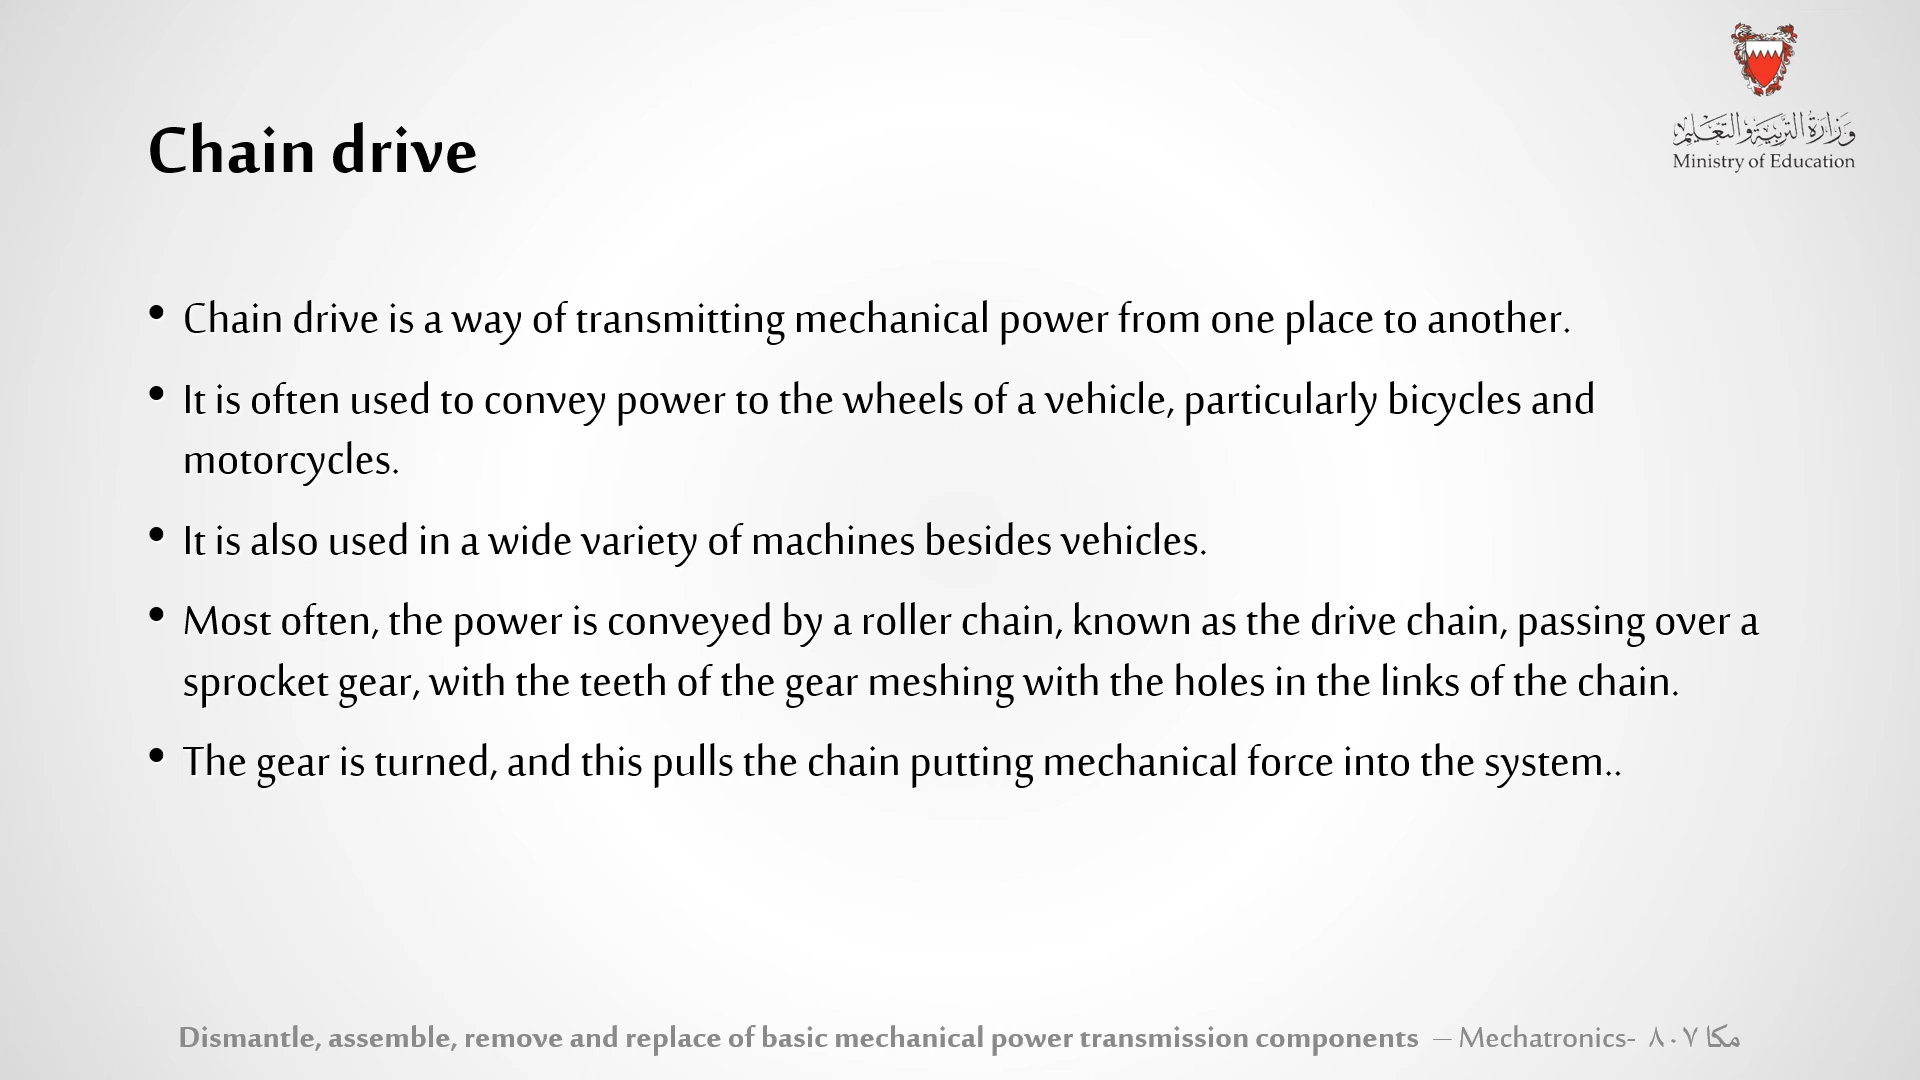 وزارة التربية والتعليم
Ministry of Education
Chain drive
• Chain drive is a way of transmitting mechanical power from one place to another.
• It is often used to convey power to the wheels of a vehicle, particularly bicycles and
motorcycles.
• It is also used in a wide variety of machines besides vehicles.
• Most often, the power is conveyed by a roller chain, known as the drive chain, passing over a
sprocket gear, with the teeth of the gear meshing with the holes in the links of the chain.
• The gear is turned, and this pulls the chain putting mechanical force into the system..
Dismantle, assemble, remove and replace of basic mechanical power transmission components – Mechatronics- مكا ٨٠٧